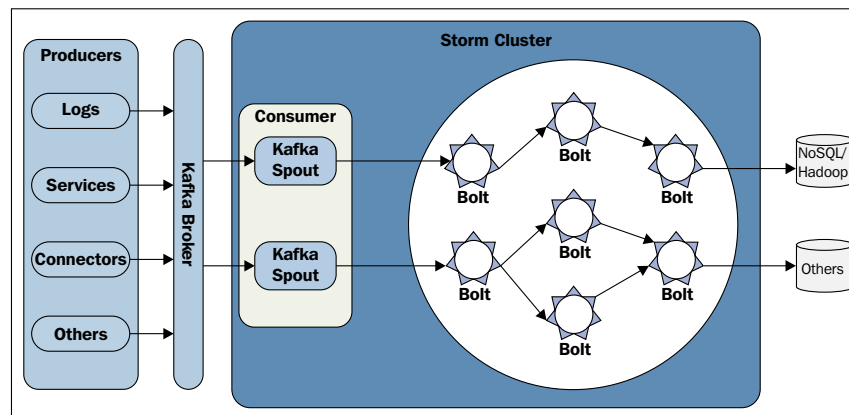 Storm Cluster
Producers
Logs
Services
Connectors
Others
Kafka Broker
Consumer
Kafka
Spout
Kafka
Spout
Bolt
Bolt
Bolt
Bolt
Bolt
Bolt
Bolt
NoSQL/
Hadoop
Others